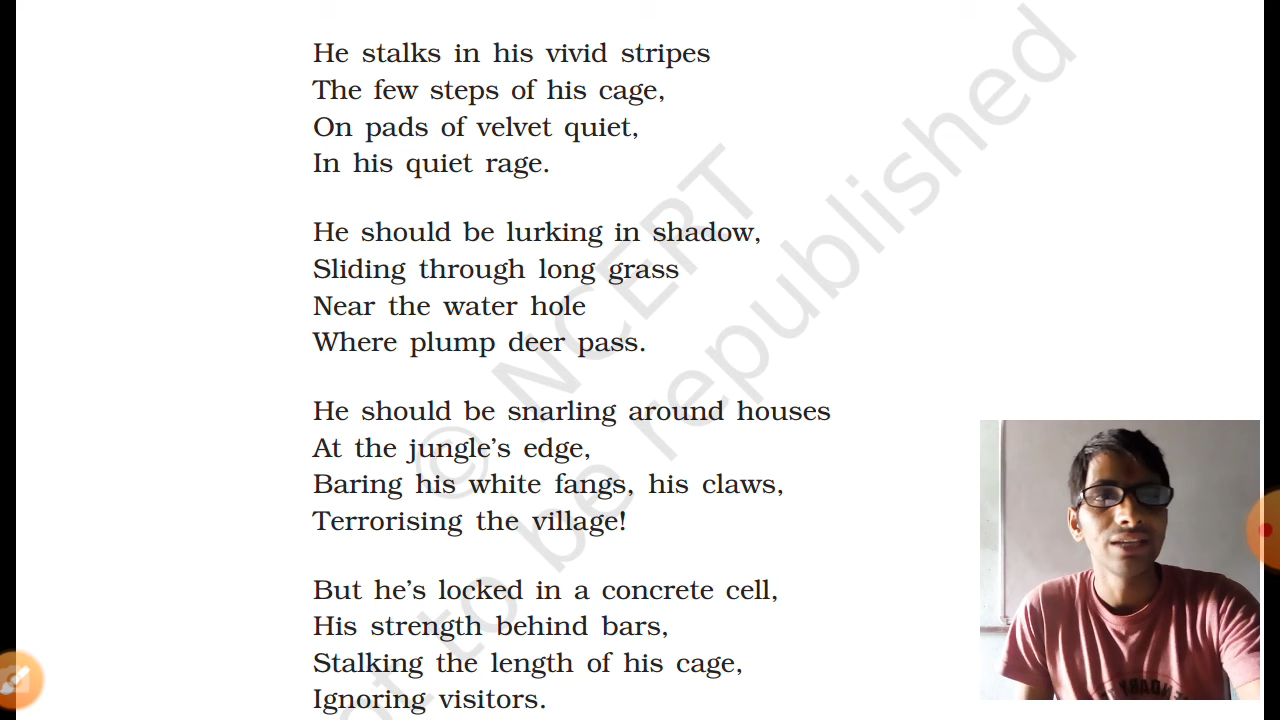 He stalks in his vivid stripes
The few steps of his cage,
On pads of velvet quiet,
In his quiet rage.
He should be lurking in shadow,
Sliding through long grass
Near the water hole
Where plump deer pass.
He should be snarling around houses
At the jungle’s edge,
Baring his white fangs, his claws,
Terrorising the village!
But he’s locked in a concrete cell,
His strength behind bars,
Stalking the length of his cage,
Ignoring visitors.
© NCERT
to be republished